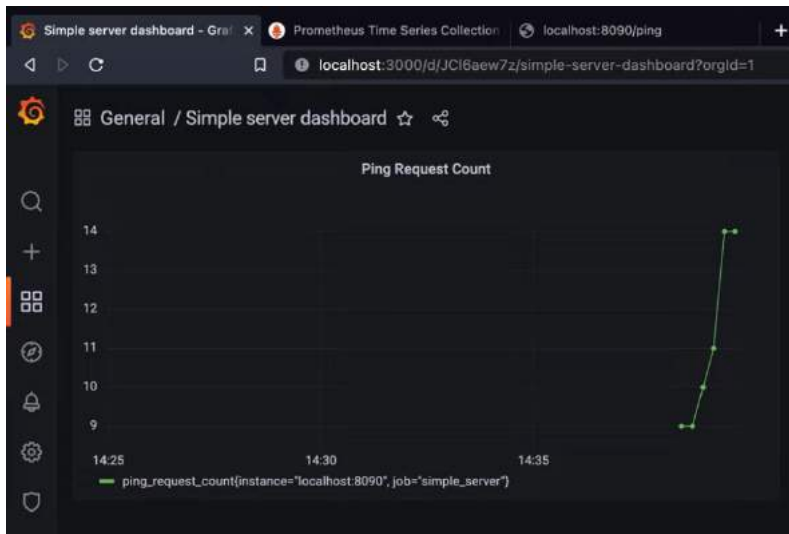 Simple server dashboard - Gra
Prometheus Time Series Collection
localhost:8090/ping
localhost:3000/d/JCl6aew7z/simple-server-dashboard?orgId=1
General / Simple server dashboard
Ping Request Count
14
13
12
11
10
9
14:25 14:30 14:35
ping_request_count{instance="localhost:8090", job="simple_server"}